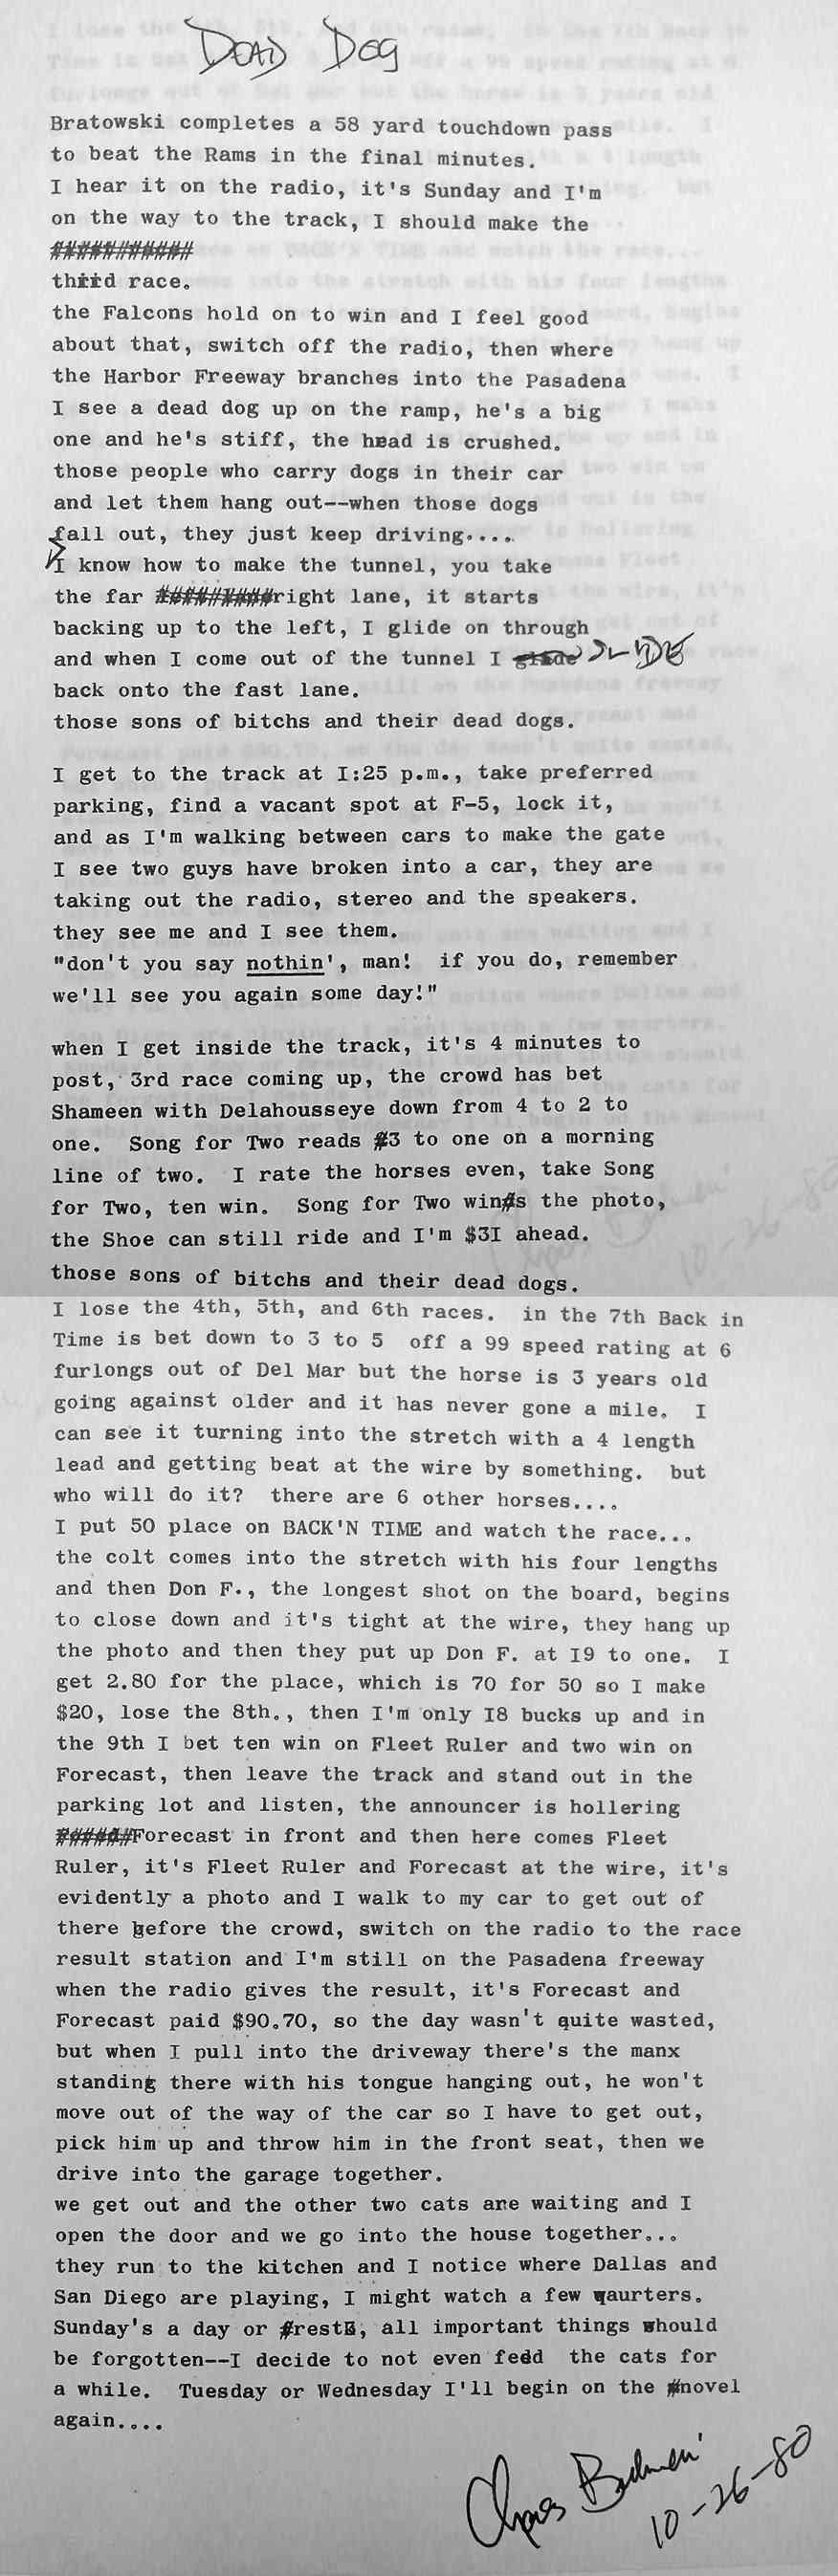 DEAD DOG
Bratowski completes a 58 yard touchdown pass
to beat the Rams in the final minutes.
I hear it on the radio, it's Sunday and I'm
on the way to the track, I should make the
###########
third race.
the Falcons hold on to win and I feel good
about that, switch off the radio, then where
the Harbor Freeway branches into the Pasadena
I see a dead dog up on the ramp, he's a big
one and he's stiff, the head is crushed.
those people who carry dogs in their car
and let them hang out--when those dogs
fall out, they just keep driving....
I know how to make the tunnel, you take
the far #########right lane, it starts
backing up to the left, I glide on through
and when I come out of the tunnel I glide SLIDE
back onto the fast lane.
those sons of bitchs and their dead dogs.
I get to the track at I:25 p.m., take preferred
parking, find a vacant spot at F-5, lock it,
and as I'm walking between cars to make the gate
I see two guys have broken into a car, they are
taking out the radio, stereo and the speakers.
they see me and I see them.
"don't you say nothin', man! if you do, remember
we'll see you again some day!"
when I get inside the track, it's 4 minutes to
post, 3rd race coming up, the crowd has bet
Shameen with Delahousseye down from 4 to 2 to
one. Song for Two reads #3 to one on a morning
line of two. I rate the horses even, take Song
for Two, ten win. Song for Two win#s the photo,
the Shoe can still ride and I'm $3I ahead.
those sons of bitchs and their dead dogs.
I lose the 4th, 5th, and 6th races. in the 7th Back in
Time is bet down to 3 to 5 off a 99 speed rating at 6
furlongs out of Del Mar but the horse is 3 years old
going against older and it has never gone a mile. I
can see it turning into the stretch with a 4 length
lead and getting beat at the wire by something. but
who will do it? there are 6 other horses....
I put 50 place on BACK'N TIME and watch the race...
the colt comes into the stretch with his four lengths
and then Don F., the longest shot on the board, begins
to close down and it's tight at the wire, they hang up
the photo and then they put up Don F. at I9 to one. I
get 2.80 for the place, which is 70 for 50 so I make
$20, lose the 8th., then I'm only I8 bucks up and in
the 9th I bet ten win on Fleet Ruler and two win on
Forecast, then leave the track and stand out in the
parking lot and listen, the announcer is hollering
######Forecast in front and then here comes Fleet
Ruler, it's Fleet Ruler and Forecast at the wire, it's
evidently a photo and I walk to my car to get out of
there before the crowd, switch on the radio to the race
result station and I'm still on the Pasadena freeway
when the radio gives the result, it's Forecast and
Forecast paid $90.70, so the day wasn't quite wasted,
but when I pull into the driveway there's the manx
standing there with his tongue hanging out, he won't
move out of the way of the car so I have to get out,
pick him up and throw him in the front seat, then we
drive into the garage together.
we get out and the other two cats are waiting and I
open the door and we go into the house together...
they run to the kitchen and I notice where Dallas and
San Diego are playing, I might watch a few qaurters.
Sunday's a day or #rest, all important things should
be forgotten--I decide to not even fedd the cats for
a while. Tuesday or Wednesday I'll begin on the #novel
again....
10-26-80